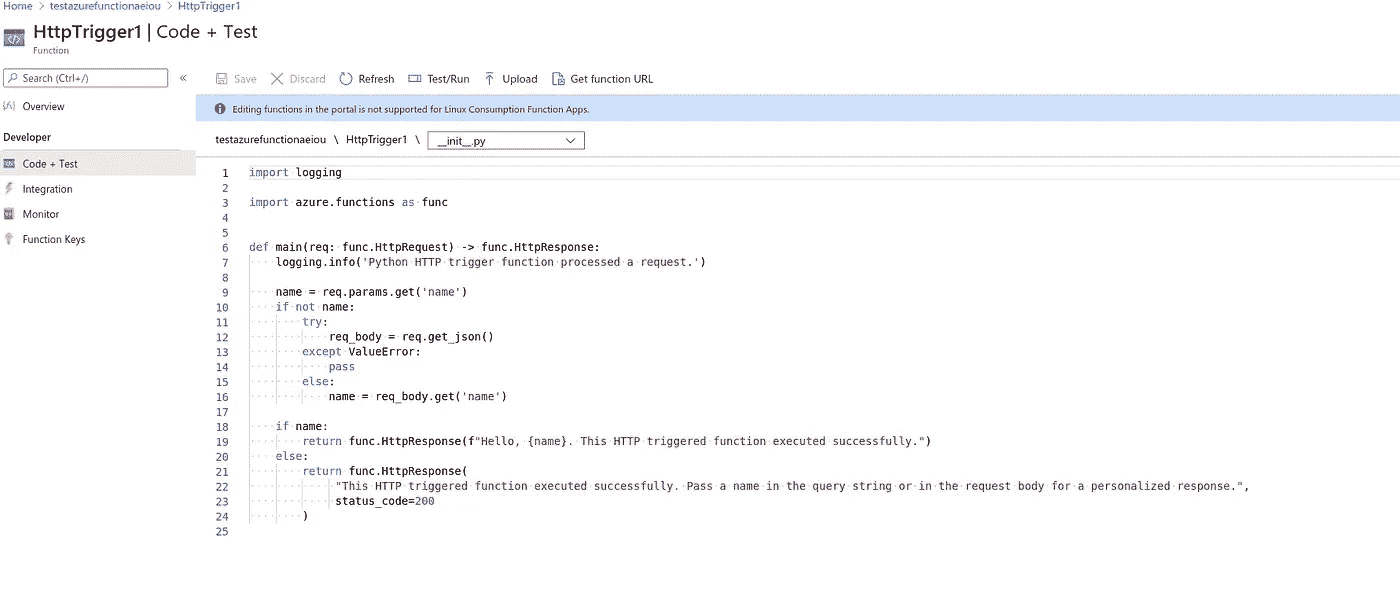 Home > testazurefunctionaeiou > HttpTrigger1
HttpTrigger1 | Code + Test
Function
Search (Ctrl+/)
«
Save
Discard
Refresh
Test/Run
Upload
Get function URL
Overview
Developer
Code + Test
Integration
Monitor
Function Keys
Editing functions in the portal is not supported for Linux Consumption Function Apps.
testazurefunctionaeiou \ HttpTrigger1 \ __init__.py
1 import logging
2
3 import azure.functions as func
4
5
6 def main(req: func.HttpRequest) -> func.HttpResponse:
7     logging.info('Python HTTP trigger function processed a request.')
8
9     name = req.params.get('name')
10     if not name:
11         try:
12             req_body = req.get_json()
13         except ValueError:
14             pass
15         else:
16             name = req_body.get('name')
17
18     if name:
19         return func.HttpResponse(f"Hello, {name}. This HTTP triggered function executed successfully.")
20     else:
21         return func.HttpResponse(
22             "This HTTP triggered function executed successfully. Pass a name in the query string or in the request body for a personalized response.",
23             status_code=200
24         )
25